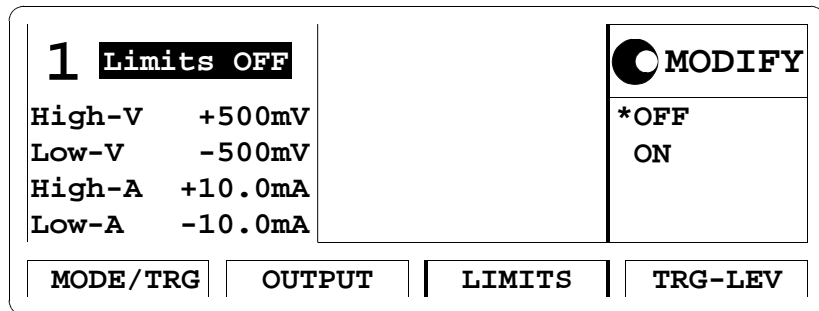 1 Limits OFF
High-V +500mV
Low-V -500mV
High-A +10.0mA
Low-A -10.0mA
MODIFY
*OFF
ON
MODE/TRG OUTPUT LIMITS TRG-LEV